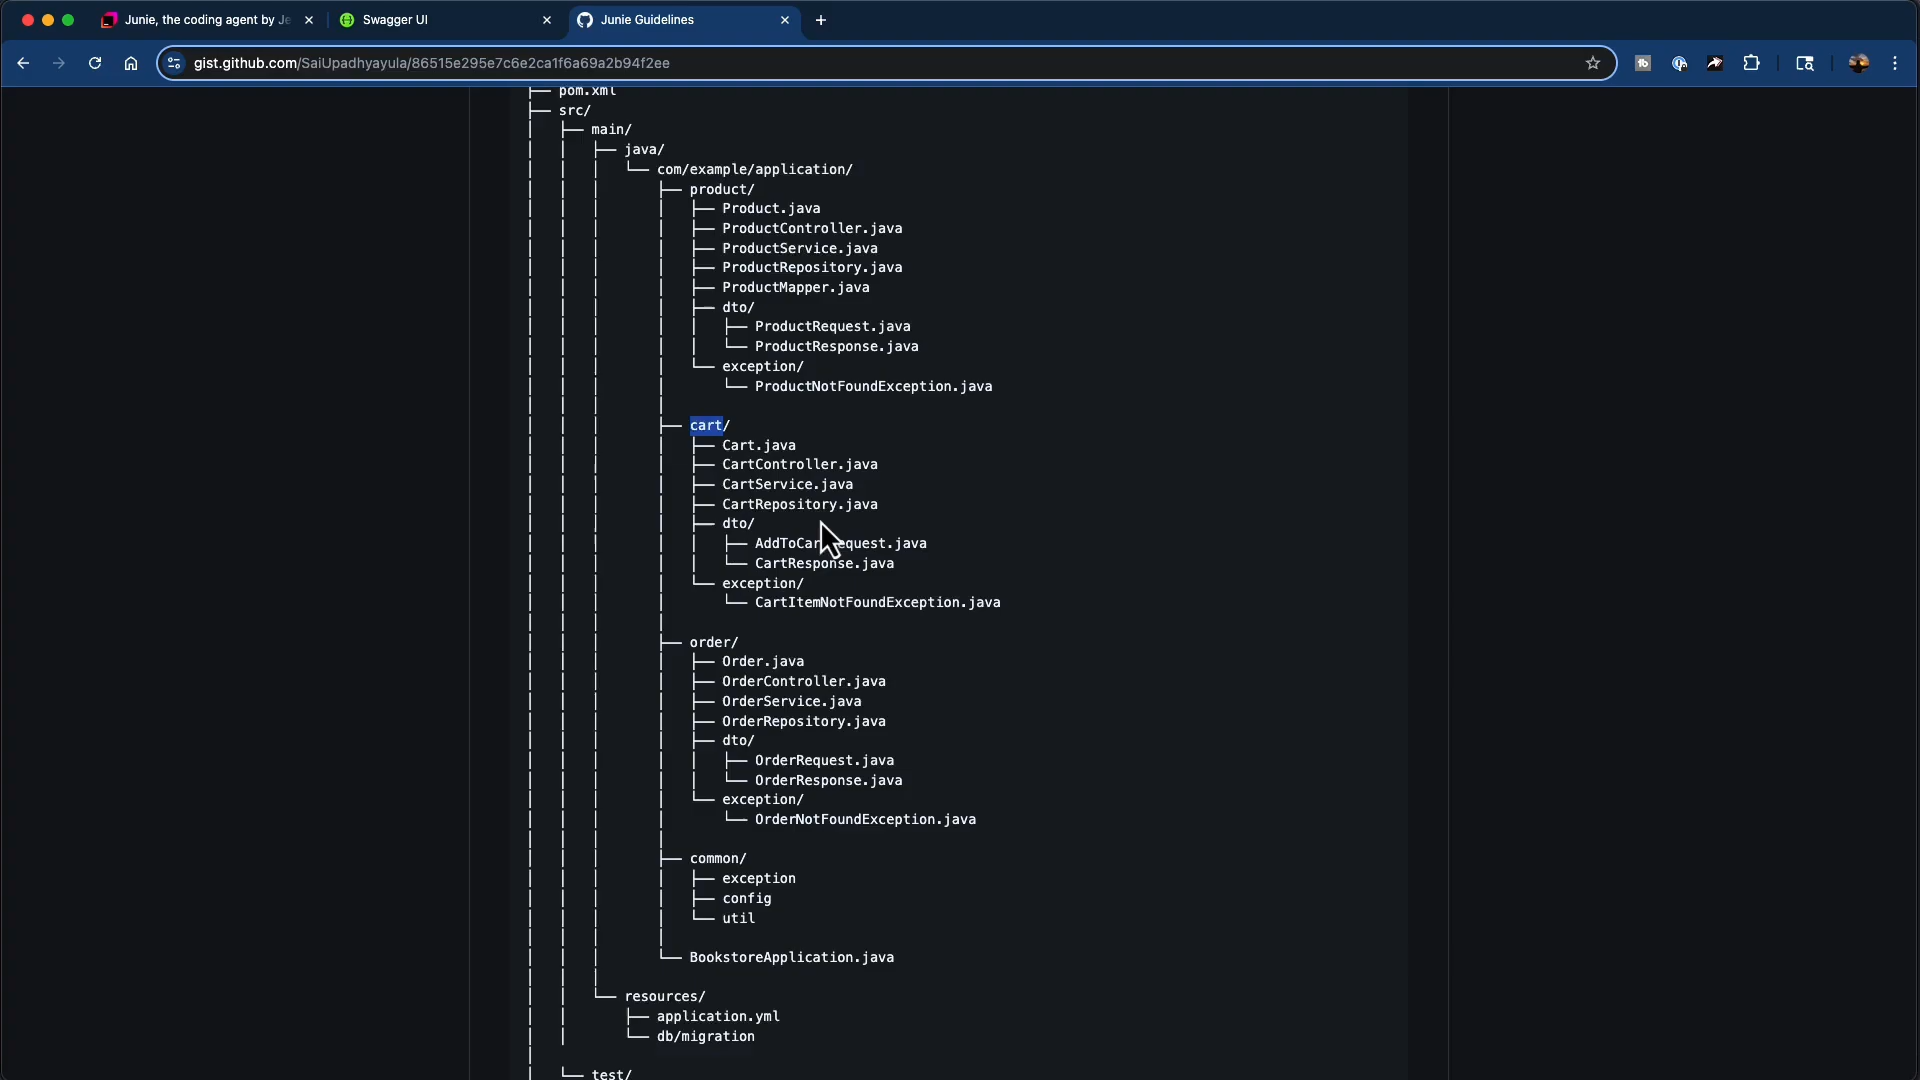 Junie, the coding agent by Je
Swagger UI
Junie Guidelines
gist.github.com/SaiUpadhyayula/86515e295e7c6e2ca1f6a69a2b94f2ee
├── pom.xml
├── src/
│   ├── main/
│   │   ├── java/
│   │   │   └── com/example/application/
│   │   │       ├── product/
│   │   │       │   ├── Product.java
│   │   │       │   ├── ProductController.java
│   │   │       │   ├── ProductService.java
│   │   │       │   ├── ProductRepository.java
│   │   │       │   ├── ProductMapper.java
│   │   │       │   ├── dto/
│   │   │       │   │   ├── ProductRequest.java
│   │   │       │   │   └── ProductResponse.java
│   │   │       │   └── exception/
│   │   │       │       └── ProductNotFoundException.java
│   │   │       │
│   │   │       ├── cart/
│   │   │       │   ├── Cart.java
│   │   │       │   ├── CartController.java
│   │   │       │   ├── CartService.java
│   │   │       │   ├── CartRepository.java
│   │   │       │   ├── dto/
│   │   │       │   │   ├── AddToCartRequest.java
│   │   │       │   │   └── CartResponse.java
│   │   │       │   └── exception/
│   │   │       │       └── CartItemNotFoundException.java
│   │   │       │
│   │   │       ├── order/
│   │   │       │   ├── Order.java
│   │   │       │   ├── OrderController.java
│   │   │       │   ├── OrderService.java
│   │   │       │   ├── OrderRepository.java
│   │   │       │   ├── dto/
│   │   │       │   │   ├── OrderRequest.java
│   │   │       │   │   └── OrderResponse.java
│   │   │       │   └── exception/
│   │   │       │       └── OrderNotFoundException.java
│   │   │       │
│   │   │       ├── common/
│   │   │       │   ├── exception
│   │   │       │   ├── config
│   │   │       │   └── util
│   │   │       │
│   │   │       └── BookstoreApplication.java
│   │   │
│   │   └── resources/
│   │       ├── application.yml
│   │       └── db/migration
│
│   └── test/